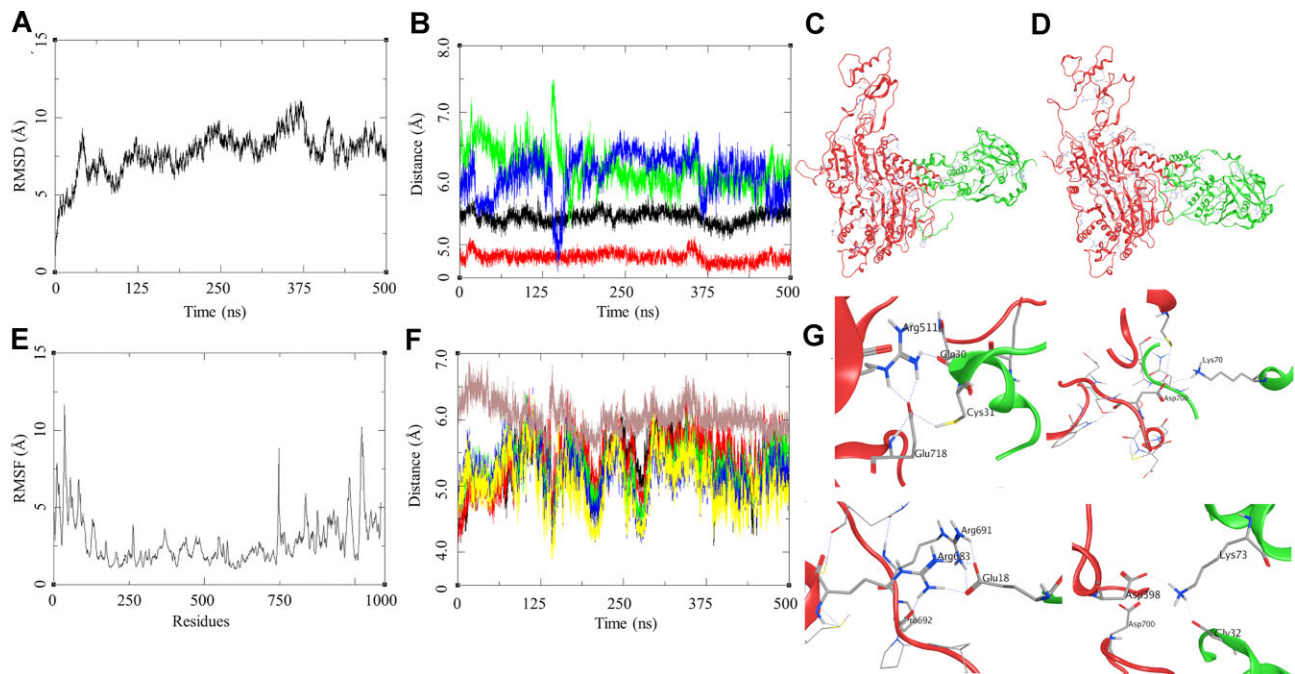 A
15
10
5
0
RMSD (Å)
0 125 250 375 500
Time (ns)
B
8.0
7.0
6.0
5.0
0
Distance (Å)
0 125 250 375 500
Time (ns)
C
D
E
15
10
5
0
RMSF (Å)
0 250 500 750 1000
Residues
F
7.0
6.0
5.0
4.0
0
Distance (Å)
0 125 250 375 500
Time (ns)
G
Arg511
Gln30
Cys31
Glu718
Lys70
Asp700
Arg691
Arg683
Glu18
Lys73
Asp698
Asp700
Gly32